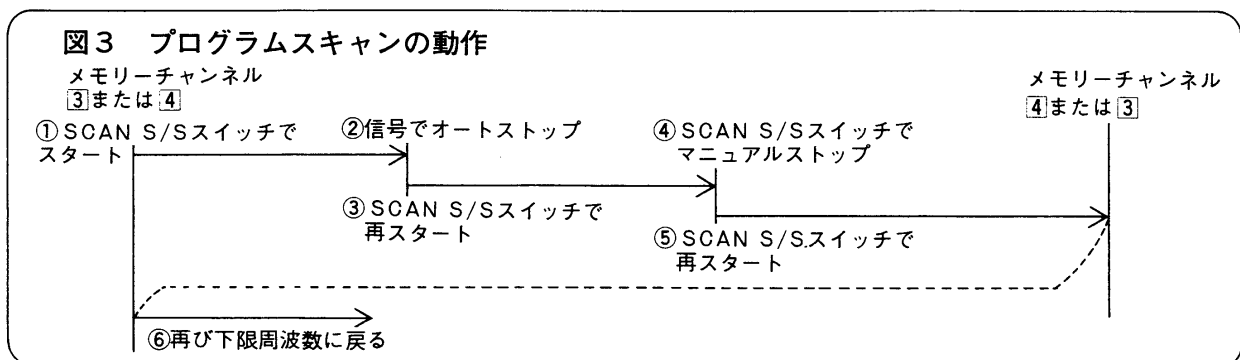 図3 プログラムスキャンの動作
メモリーチャンネル
3または4
メモリーチャンネル
4または3
①SCAN S/Sスイッチで
スタート
②信号でオートストップ
③SCAN S/Sスイッチで
再スタート
④SCAN S/Sスイッチで
マニュアルストップ
⑤SCAN S/S.スイッチで
再スタート
⑥再び下限周波数に戻る